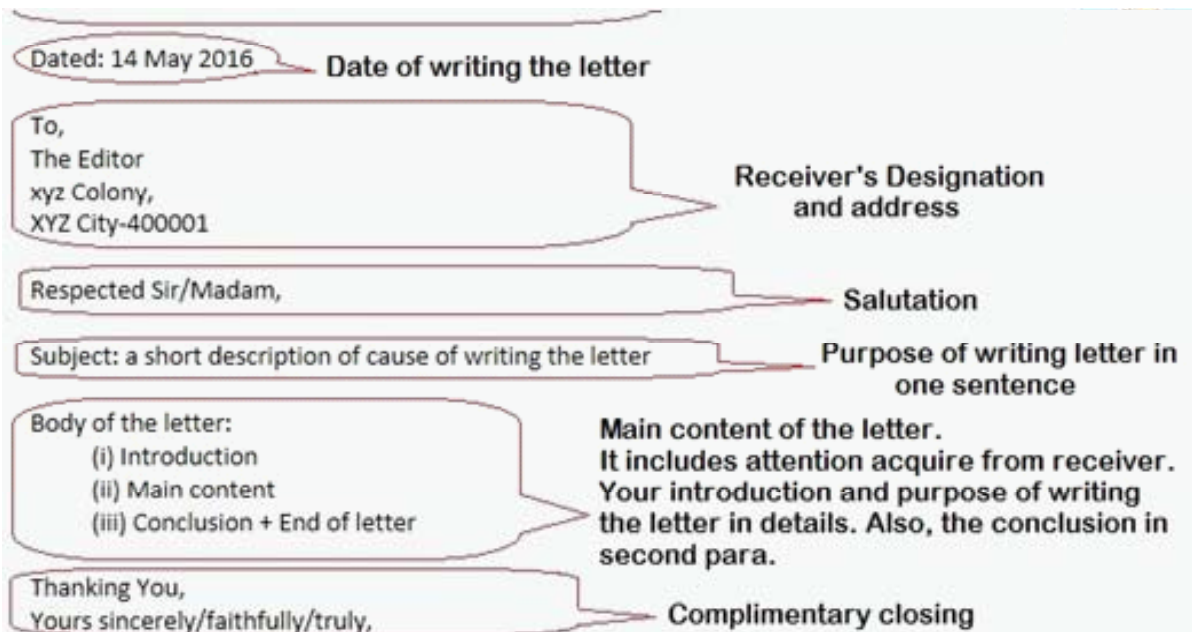 Dated: 14 May 2016
Date of writing the letter
To,
The Editor
xyz Colony,
XYZ City-400001
Receiver's Designation
and address
Respected Sir/Madam,
Salutation
Subject: a short description of cause of writing the letter
Purpose of writing letter in
one sentence
Body of the letter:
(i) Introduction
(ii) Main content
(iii) Conclusion + End of letter
Main content of the letter.
It includes attention acquire from receiver.
Your introduction and purpose of writing
the letter in details. Also, the conclusion in
second para.
Thanking You,
Yours sincerely/faithfully/truly,
Complimentary closing